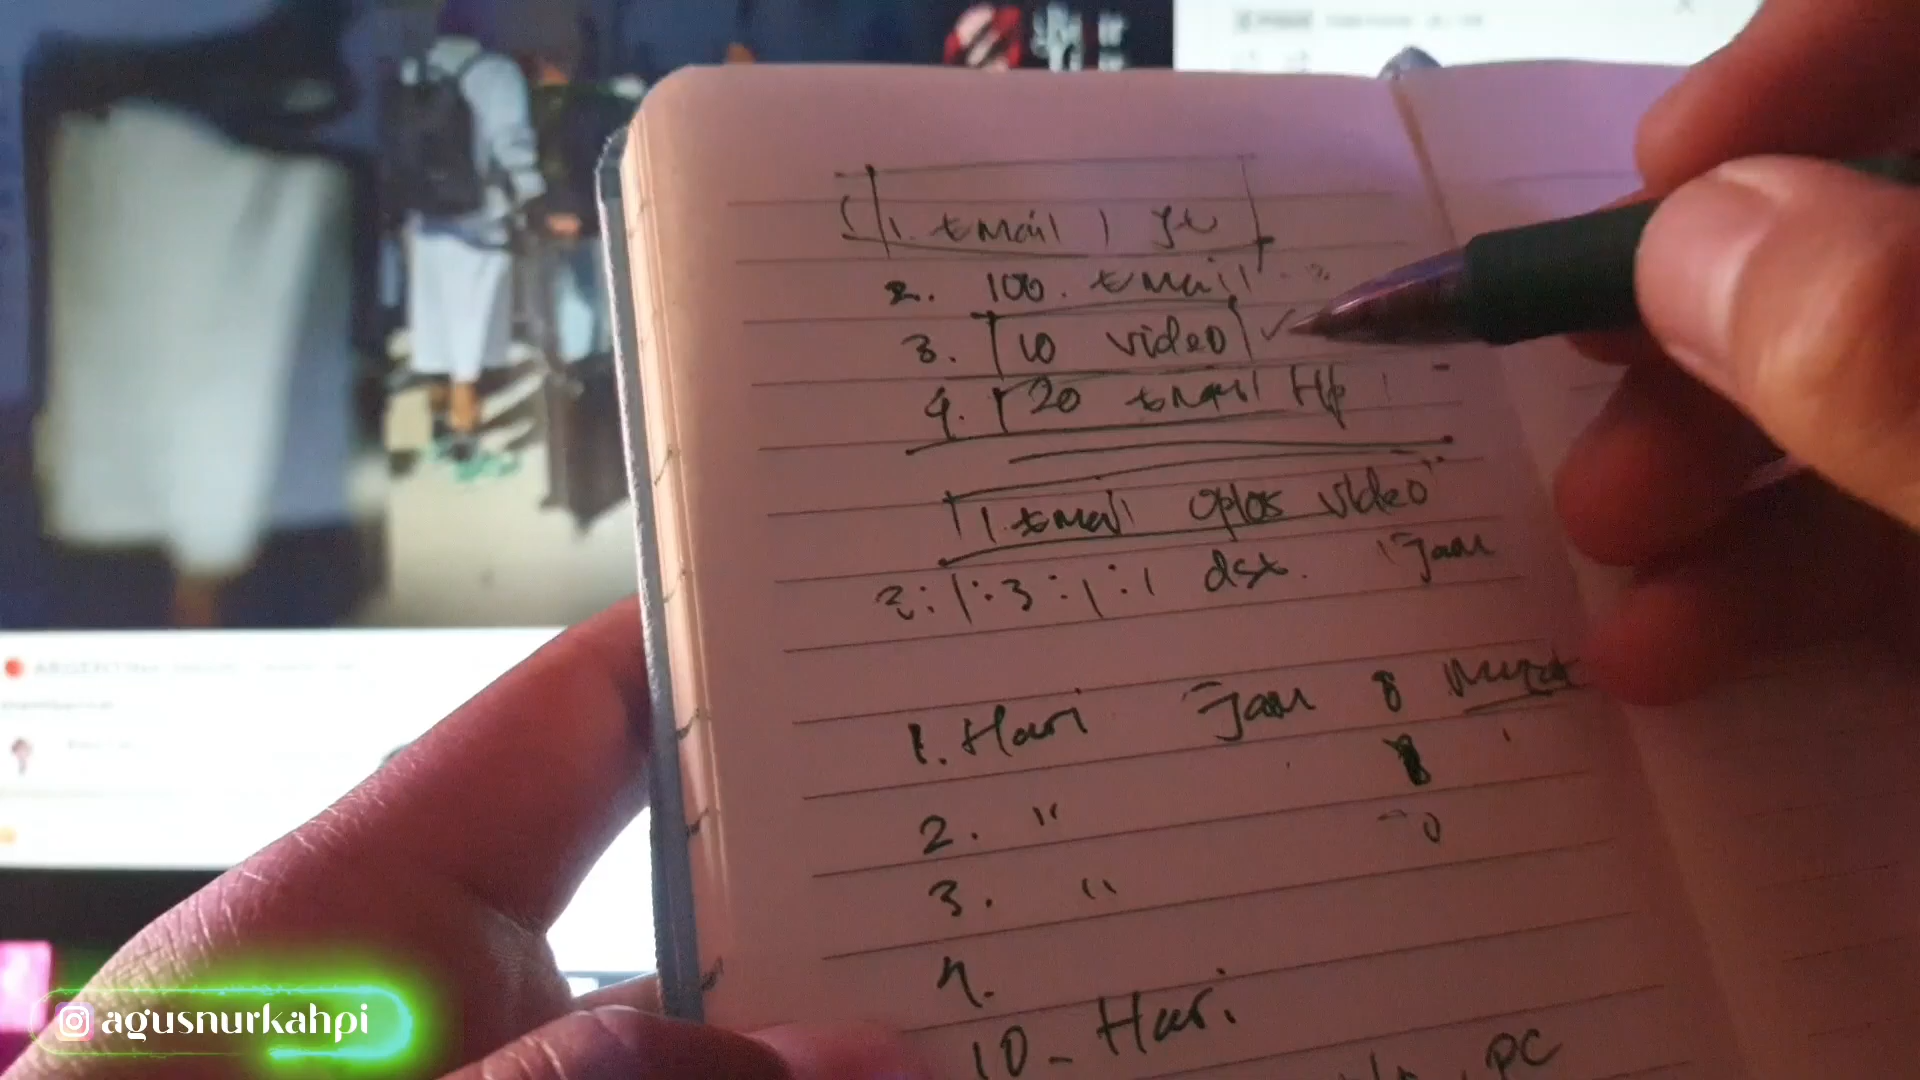 1. Email 1 yt
2. 100. Email
3. 10 video
4. 20 Email Hp
1. Email oplos video
2:1:3:1:1 dst. Jam
1. Hari Jam 8
2. "
3. "
4.
10 - Hari.
PC
agusnurkahpi